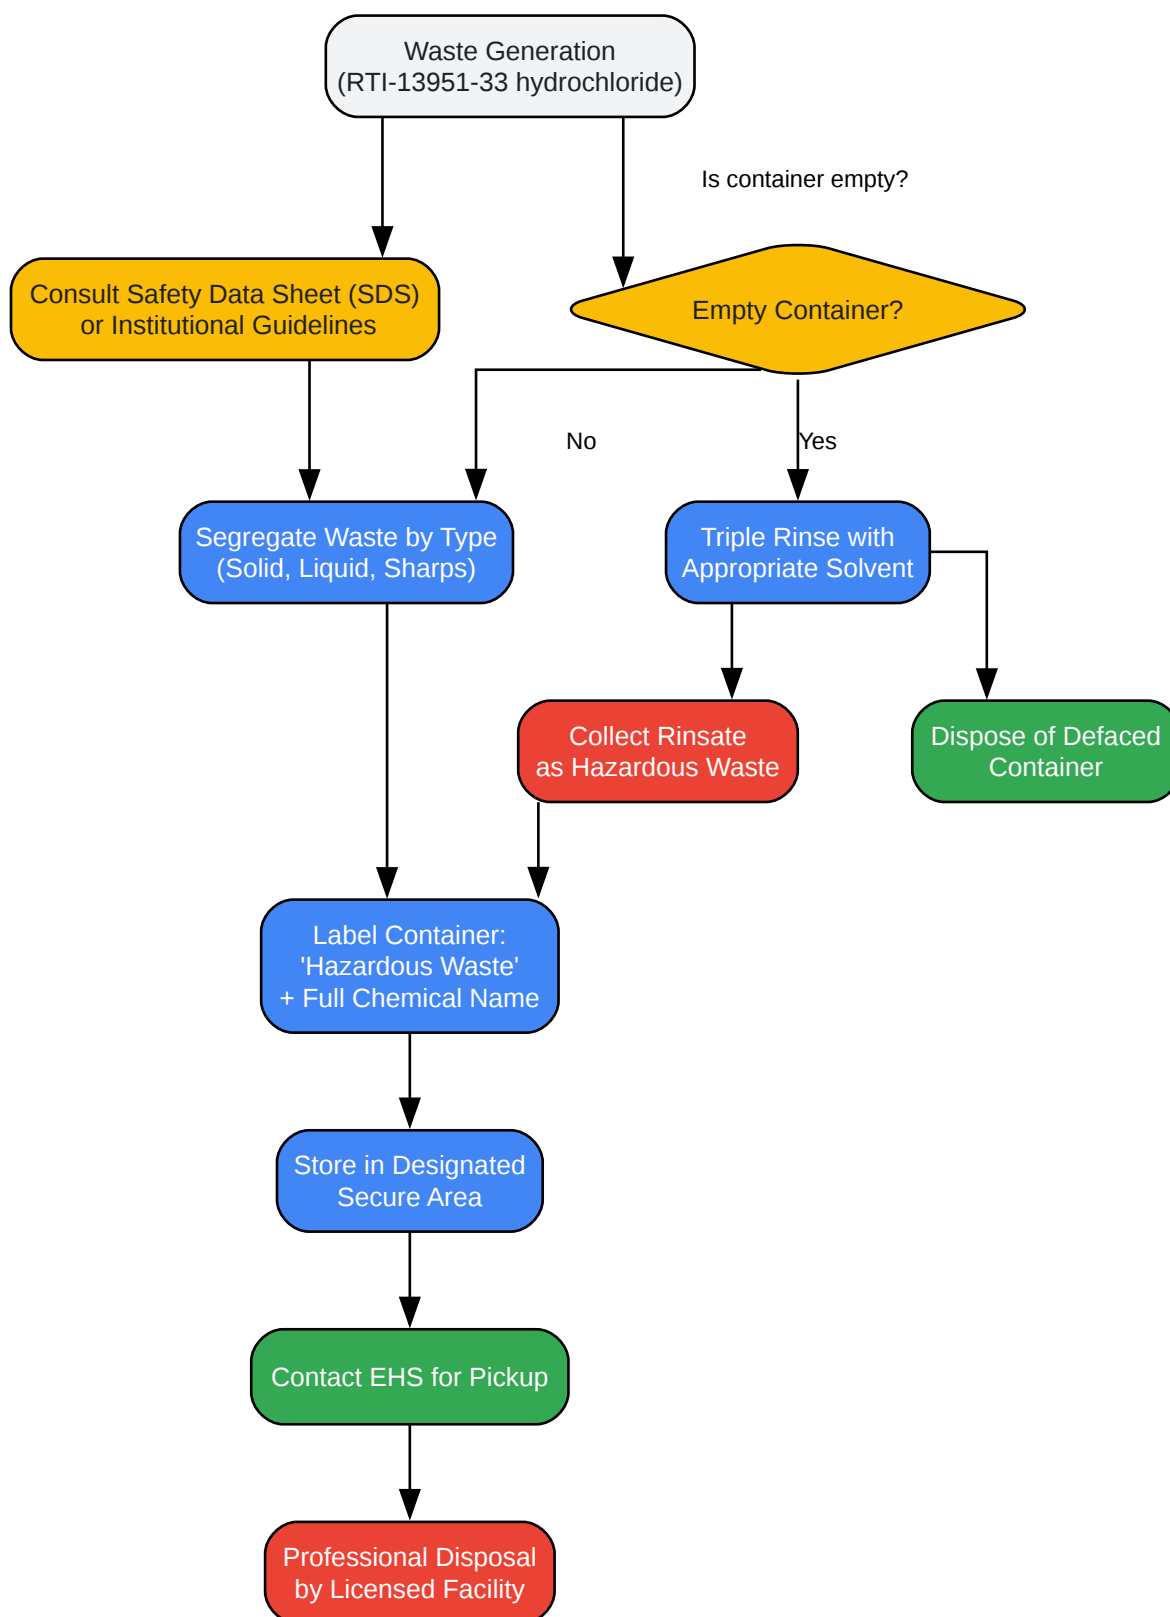 Waste Generation
(RTI-13951-33 hydrochloride)
Is container empty?
Consult Safety Data Sheet (SDS)
or Institutional Guidelines
Empty Container?
No
Yes
Segregate Waste by Type
(Solid, Liquid, Sharps)
Triple Rinse with
Appropriate Solvent
Collect Rinsate
as Hazardous Waste
Dispose of Defaced
Container
Label Container:
'Hazardous Waste'
+ Full Chemical Name
Store in Designated
Secure Area
Contact EHS for Pickup
Professional Disposal
by Licensed Facility